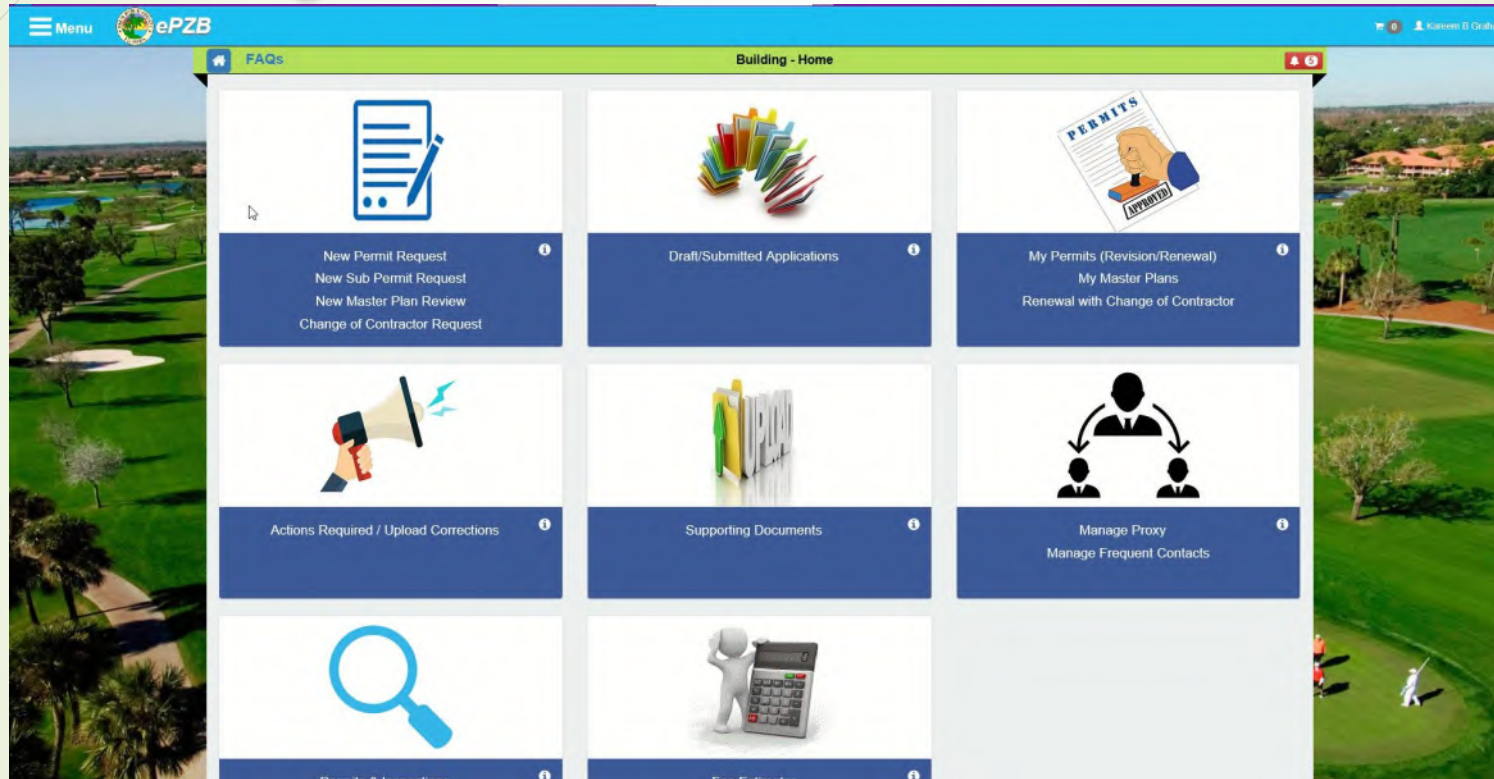 Menu
ePZB
0
Kareem B
FAQs
Building - Home
5
PERMITS
APPROVED
New Permit Request
New Sub Permit Request
New Master Plan Review
Change of Contractor Request
Draft/Submitted Applications
My Permits (Revision/Renewal)
My Master Plans
Renewal with Change of Contractor
UPLOAD
Actions Required / Upload Corrections
Supporting Documents
Manage Proxy
Manage Frequent Contacts